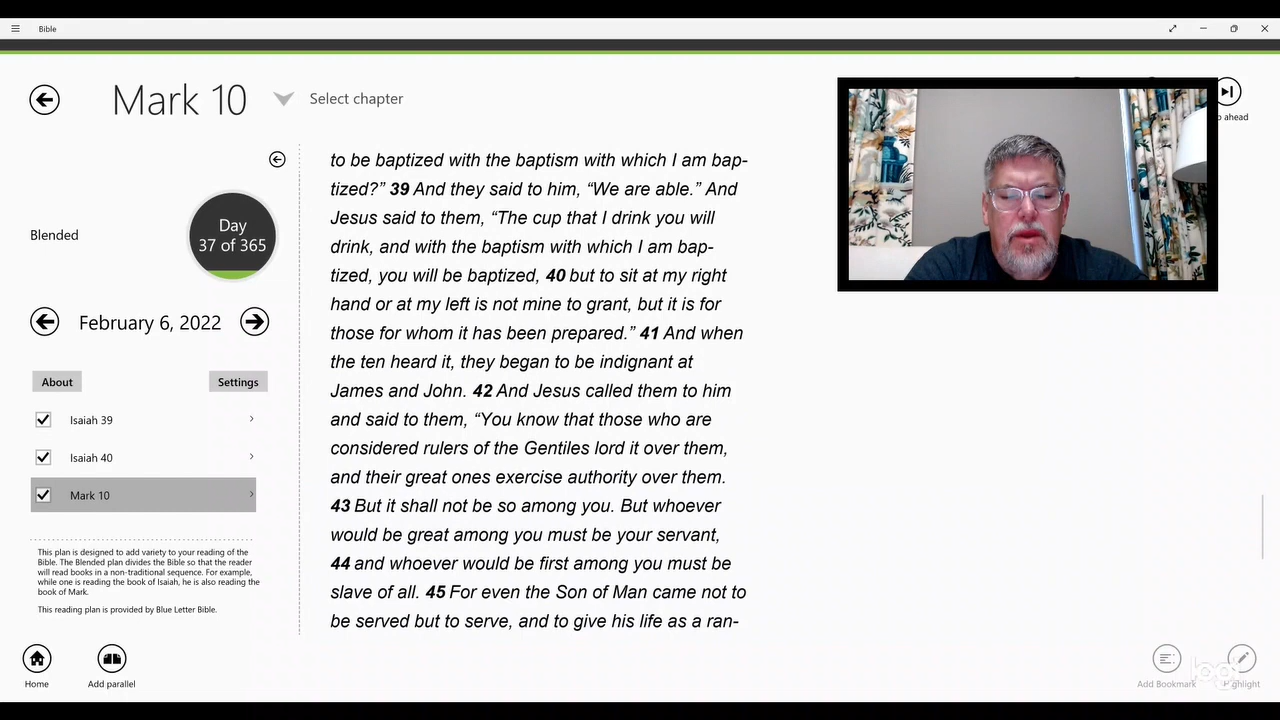 Bible
Mark 10
Select chapter
o ahead
Blended
Day
37 of 365
February 6, 2022
About
Settings
Isaiah 39
Isaiah 40
Mark 10
This plan is designed to add variety to your reading of the
Bible. The Blended plan divides the Bible so that the reader
will read books in a non-traditional sequence. For example,
while one is reading the book of Isaiah, he is also reading the
book of Mark.
This reading plan is provided by Blue Letter Bible.
to be baptized with the baptism with which I am bap-
tized?” 39 And they said to him, “We are able.” And
Jesus said to them, “The cup that I drink you will
drink, and with the baptism with which I am bap-
tized, you will be baptized, 40 but to sit at my right
hand or at my left is not mine to grant, but it is for
those for whom it has been prepared.” 41 And when
the ten heard it, they began to be indignant at
James and John. 42 And Jesus called them to him
and said to them, “You know that those who are
considered rulers of the Gentiles lord it over them,
and their great ones exercise authority over them.
43 But it shall not be so among you. But whoever
would be great among you must be your servant,
44 and whoever would be first among you must be
slave of all. 45 For even the Son of Man came not to
be served but to serve, and to give his life as a ran-
Home
Add parallel
Add Bookmark
Highlight
logi